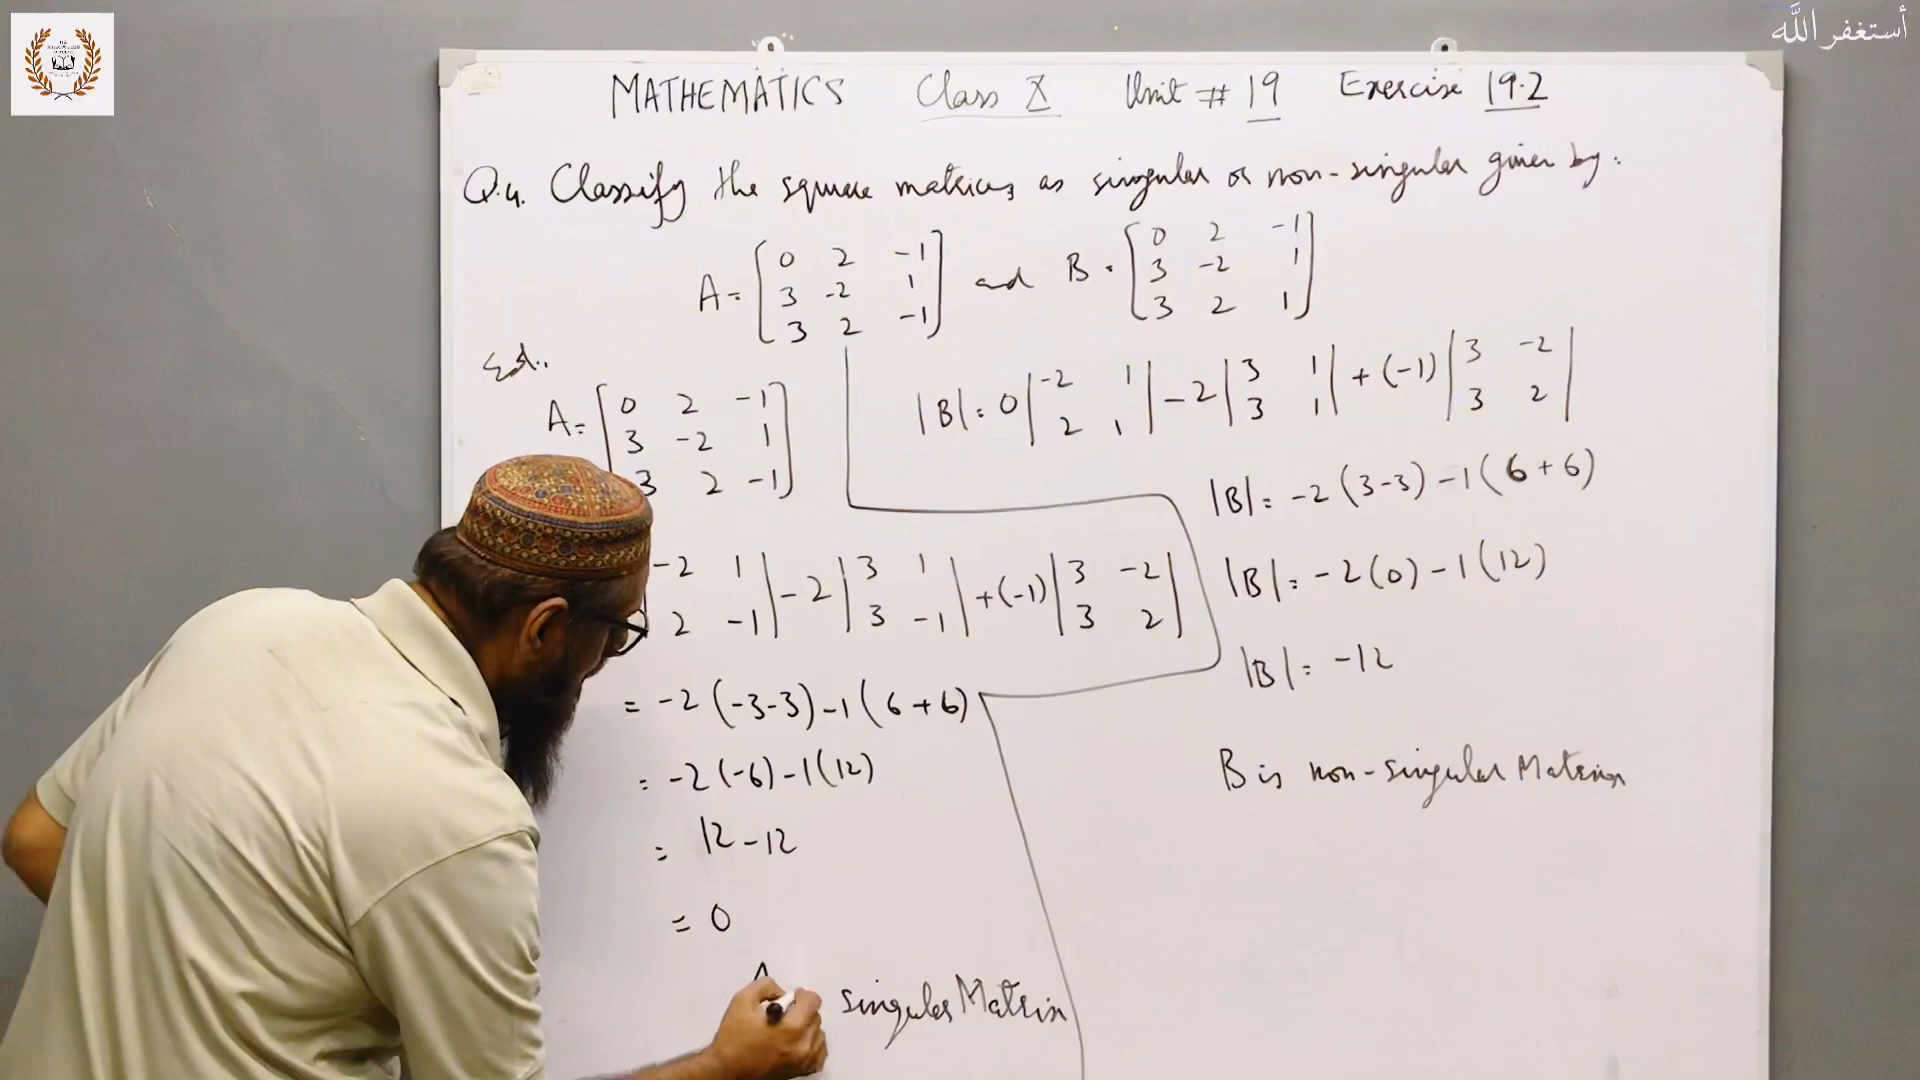 أستغفر الله
MATHEMATICS Class X Unit # 19 Exercise 19.2
Q.4. Classify the square matrices as singular or non-singular given by:
A = [0 2 -1
3 -2 1
3 2 -1] and B = [0 2 -1
3 -2 1
3 2 1]
Sol..
A = [0 2 -1
3 -2 1
3 2 -1]
-2 1| -2 |3 1| +(-1) |3 -2|
2 -1| |3 -1| |3 2|
= -2 (-3-3) -1 (6+6)
= -2 (-6) -1 (12)
= 12 - 12
= 0
A singular Matrix
|B| = 0 |-2 1| -2 |3 1| + (-1) |3 -2|
|2 1| |3 1| |3 2|
|B| = -2 (3-3) -1 (6+6)
|B| = -2 (0) -1 (12)
|B| = -12
B is non-singular Matrix